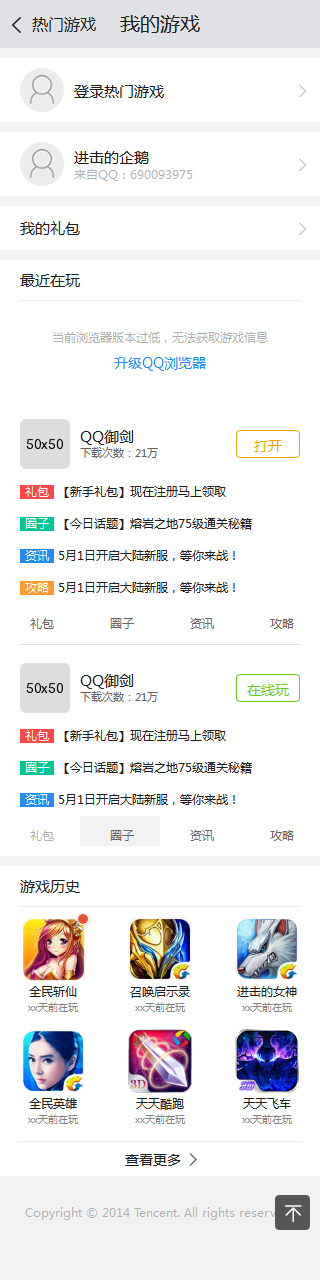 热门游戏 我的游戏
登录热门游戏
进击的企鹅
来自QQ：690093975
我的礼包
最近在玩
当前浏览器版本过低，无法获取游戏信息
升级QQ浏览器
50x50 QQ御剑 打开
下载次数：21万
礼包 【新手礼包】现在注册马上领取
圈子 【今日话题】熔岩之地75级通关秘籍
资讯 5月1日开启大陆新服，等你来战！
攻略 5月1日开启大陆新服，等你来战！
礼包 圈子 资讯 攻略
50x50 QQ御剑 在线玩
下载次数：21万
礼包 【新手礼包】现在注册马上领取
圈子 【今日话题】熔岩之地75级通关秘籍
资讯 5月1日开启大陆新服，等你来战！
礼包 圈子 资讯 攻略
游戏历史
全民斩仙 召唤启示录 进击的女神
xx天前在玩 xx天前在玩 xx天前在玩
3D 3D
全民英雄 天天酷跑 天天飞车
xx天前在玩 xx天前在玩 xx天前在玩
查看更多
Copyright © 2014 Tencent. All rights reserv